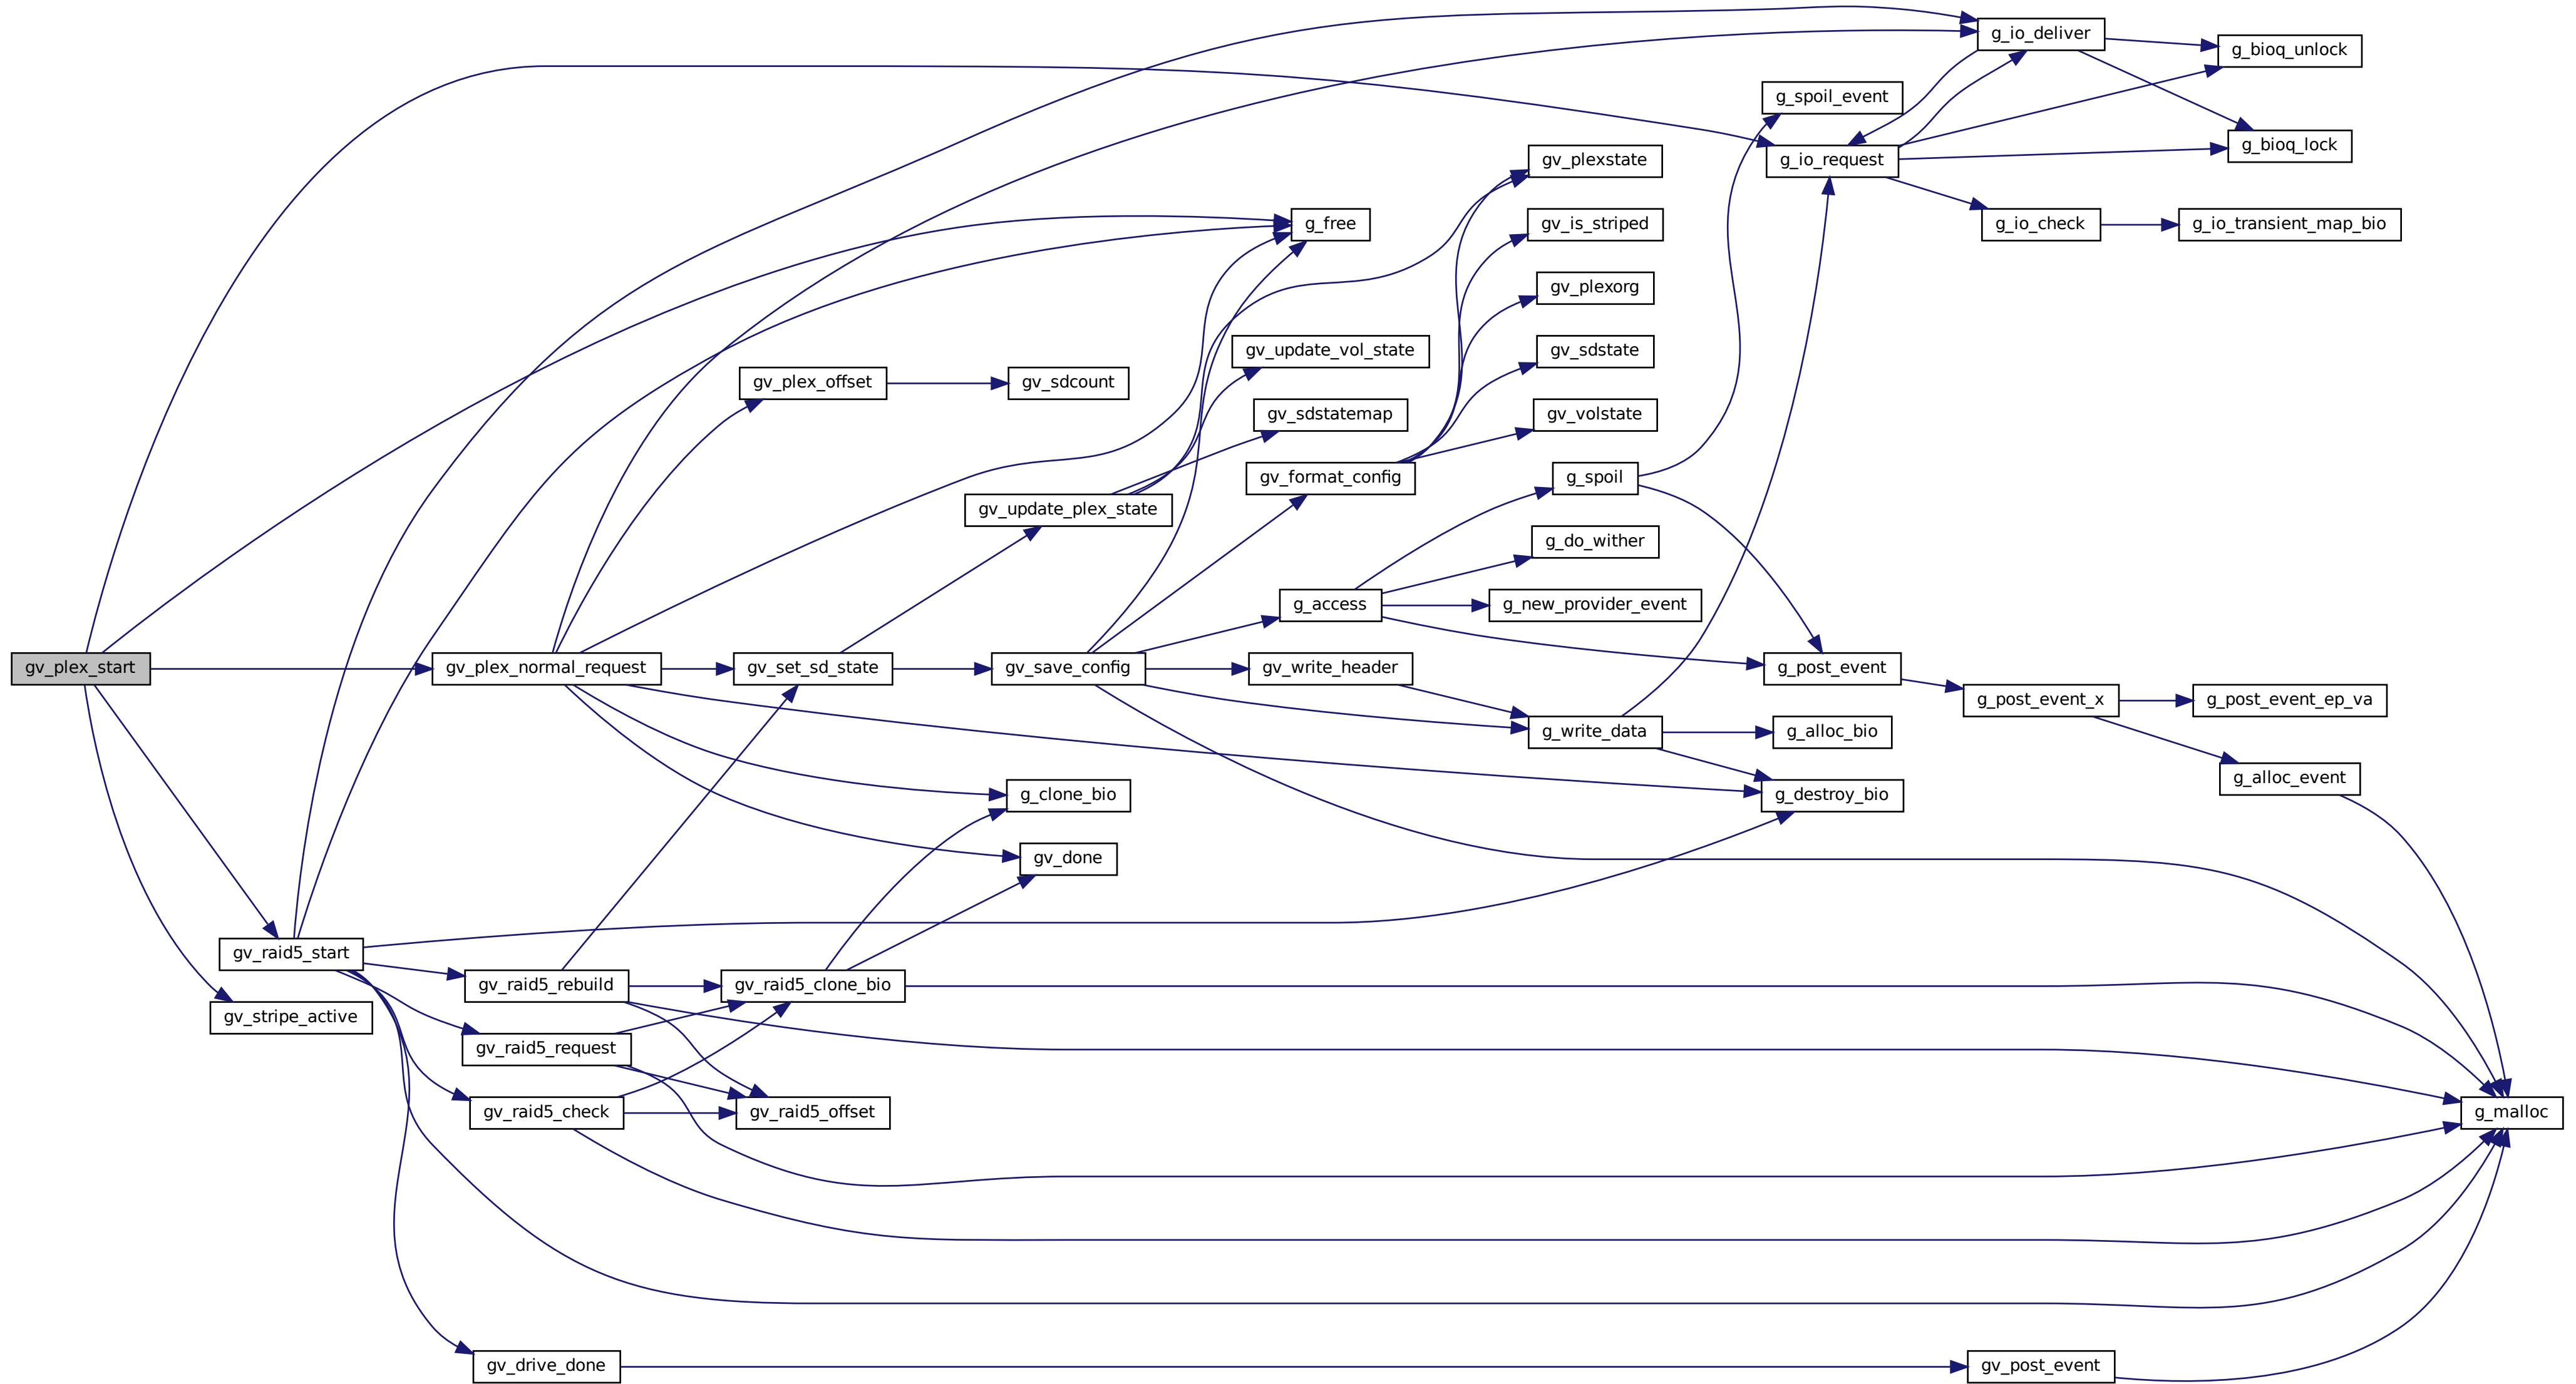 g_io_deliver
g_bioq_unlock
g_spoil_event
g_bioq_lock
gv_plexstate
g_io_request
g_free
gv_is_striped
g_io_check
g_io_transient_map_bio
gv_plexorg
gv_update_vol_state
gv_sdstate
gv_plex_offset
gv_sdcount
gv_sdstatemap
gv_volstate
gv_format_config
g_spoil
gv_update_plex_state
g_do_wither
g_access
g_new_provider_event
gv_plex_start
gv_plex_normal_request
gv_set_sd_state
gv_save_config
gv_write_header
g_post_event
g_post_event_x
g_post_event_ep_va
g_write_data
g_alloc_bio
g_alloc_event
g_clone_bio
g_destroy_bio
gv_done
gv_raid5_start
gv_raid5_rebuild
gv_raid5_clone_bio
gv_stripe_active
gv_raid5_request
gv_raid5_check
gv_raid5_offset
g_malloc
gv_drive_done
gv_post_event